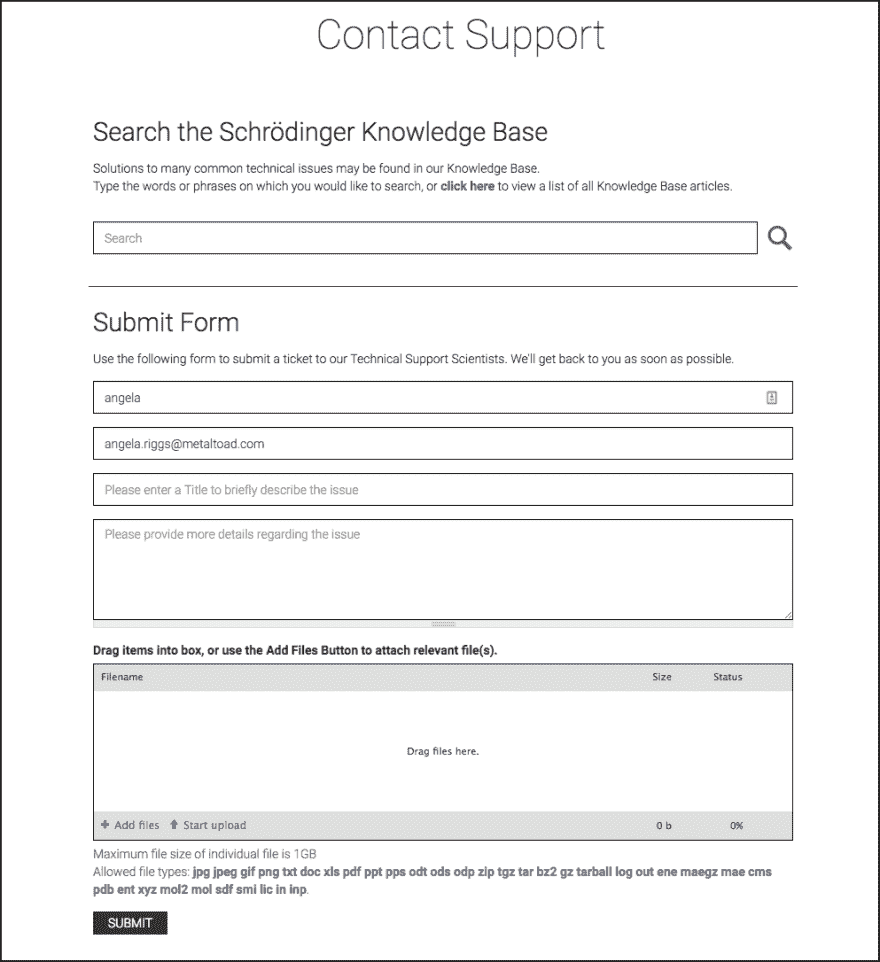 Contact Support
Search the Schrödinger Knowledge Base
Solutions to many common technical issues may be found in our Knowledge Base.
Type the words or phrases on which you would like to search, or click here to view a list of all Knowledge Base articles.
Search
Submit Form
Use the following form to submit a ticket to our Technical Support Scientists. We'll get back to you as soon as possible.
angela
angela.riggs@metaltoad.com
Please enter a Title to briefly describe the issue
Please provide more details regarding the issue
Drag items into box, or use the Add Files Button to attach relevant file(s).
Filename Size Status
Drag files here.
Add files Start upload 0 b 0%
Maximum file size of individual file is 1GB
Allowed file types: jpg jpeg gif png txt doc xls pdf ppt pps odt ods odp zip tgz tar bz2 gz tarball log out ene maegz mae cms
pdb ent xyz mol2 mol sdf smi lic in inp.
SUBMIT